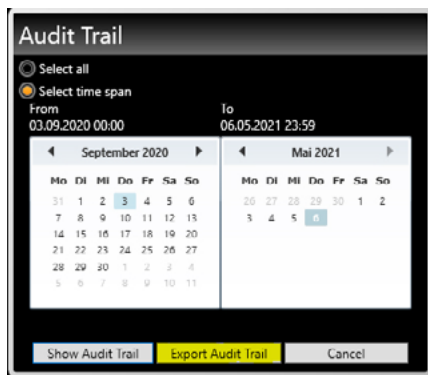 Audit Trail
Select all
Select time span
From To
03.09.2020 00:00 06.05.2021 23:59
September 2020 Mai 2021
Mo Di Mi Do Fr Sa So Mo Di Mi Do Fr Sa So
31 1 2 3 4 5 6 26 27 28 29 30 1 2
7 8 9 10 11 12 13 3 4 5 6
14 15 16 17 18 19 20
21 22 23 24 25 26 27
28 29 30 1 2 3 4
5 6 7 8 9 10 11
Show Audit Trail Export Audit Trail Cancel